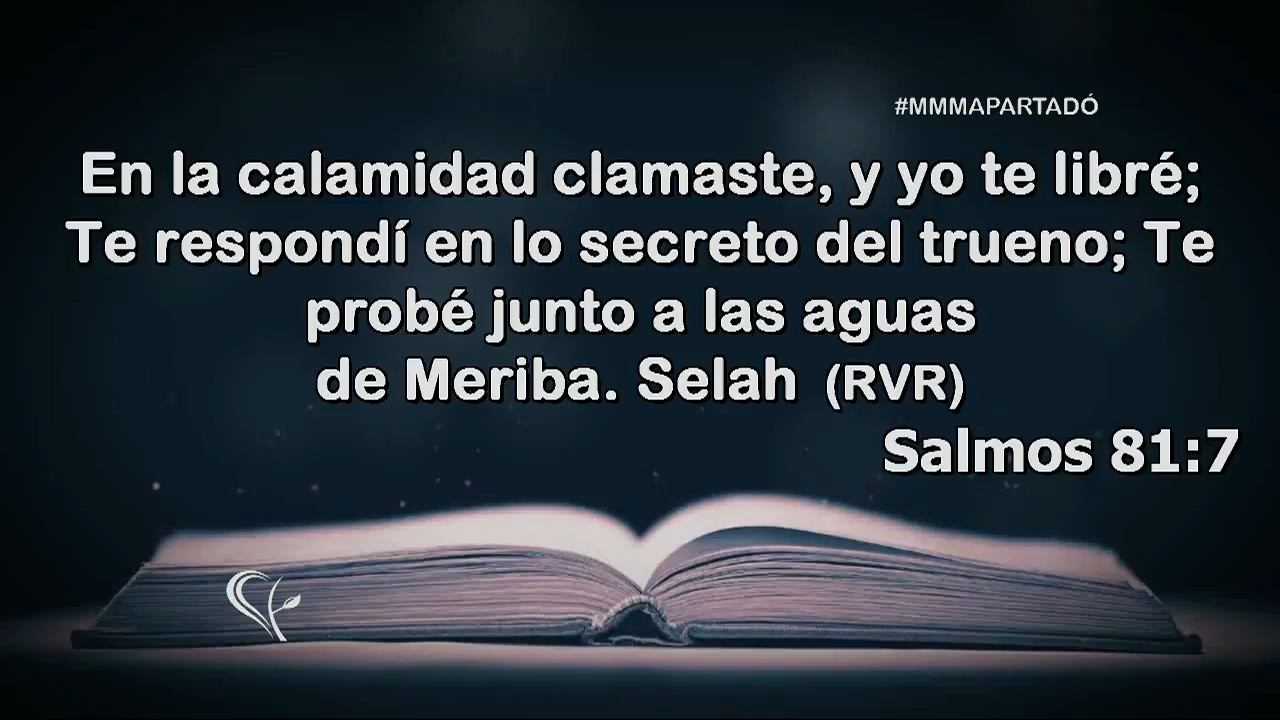 #MMMAPARTADÓ
En la calamidad clamaste, y yo te libré;
Te respondí en lo secreto del trueno; Te
probé junto a las aguas
de Meriba. Selah (RVR)
Salmos 81:7